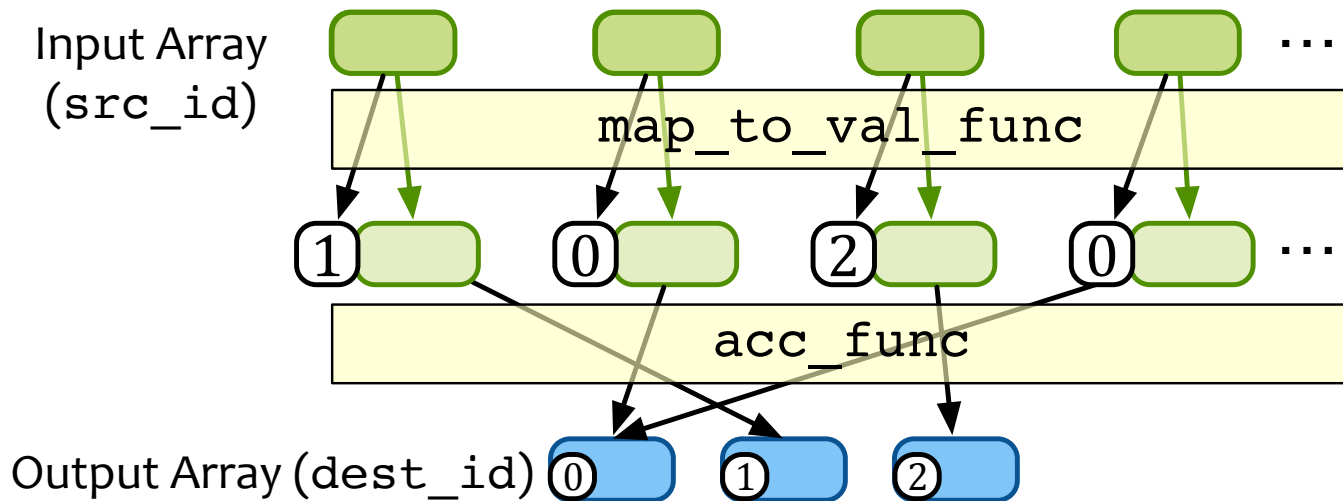 Input Array
(src_id)
...
map_to_val_func
1 0 2 0 ...
acc_func
Output Array (dest_id) 0 1 2